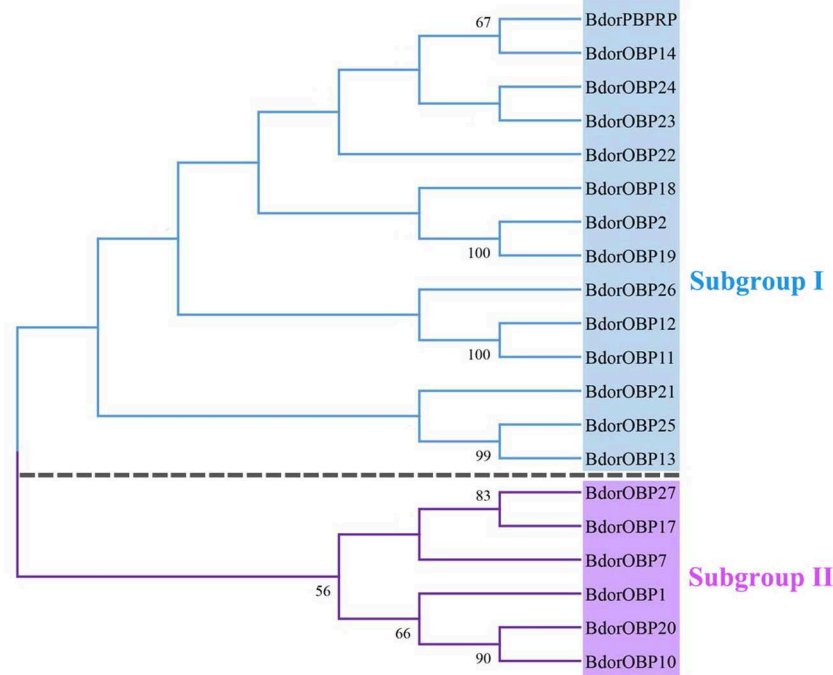 67
BdorPBPRP
BdorOBP14
BdorOBP24
BdorOBP23
BdorOBP22
BdorOBP18
BdorOBP2
100
BdorOBP19
BdorOBP26
Subgroup I
BdorOBP12
100
BdorOBP11
BdorOBP21
BdorOBP25
99
BdorOBP13
83
BdorOBP27
BdorOBP17
BdorOBP7
Subgroup II
56
BdorOBP1
66
BdorOBP20
90
BdorOBP10